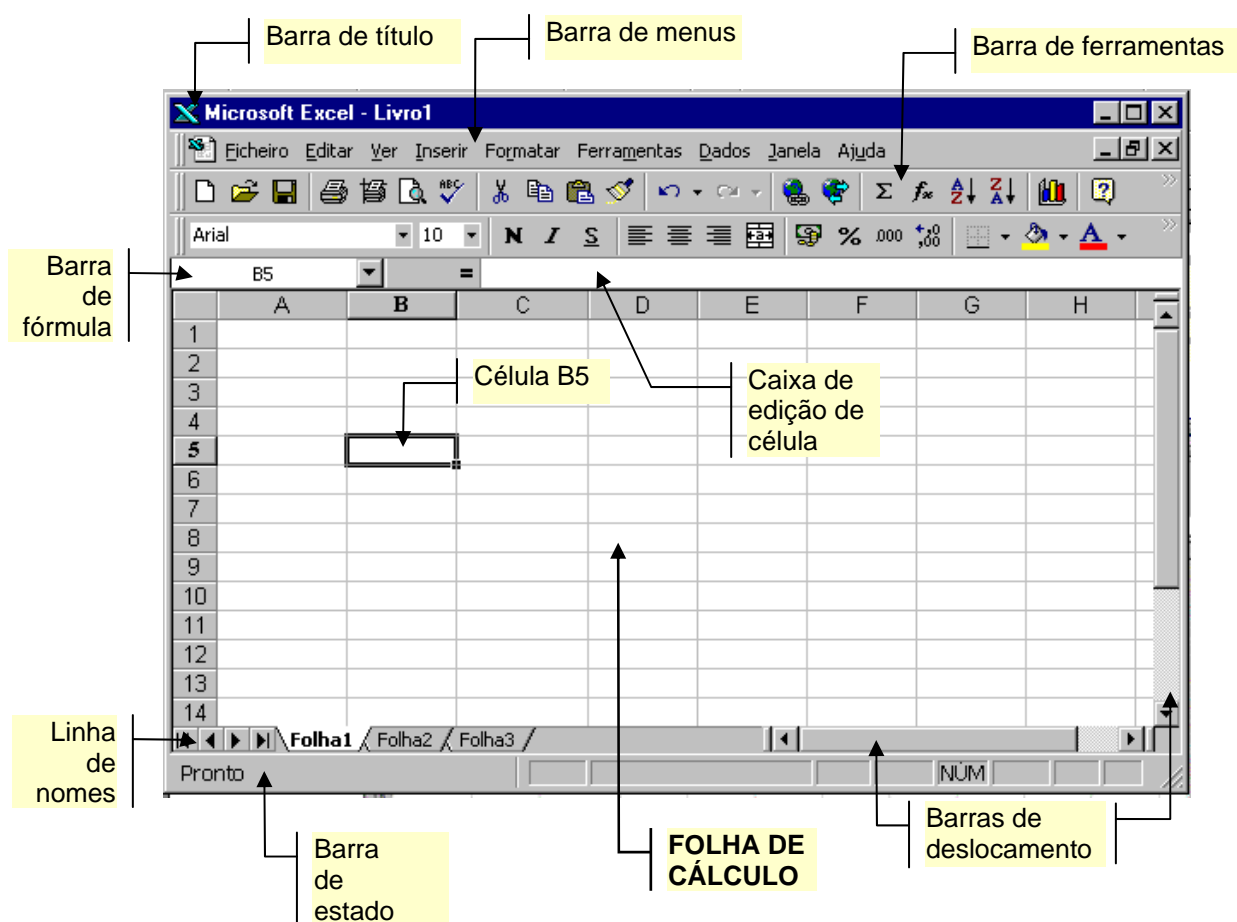 Barra de título
Barra de menus
Barra de ferramentas
Microsoft Excel - Livro1
Ficheiro Editar Ver Inserir Formatar Ferramentas Dados Janela Ajuda
ABC Σ fx A Z Z A ?
Arial 10 N I S a % .000 ,00 A
Barra
de
fórmula
B5 =
A B C D E F G H
1
2
3
4
5
6
7
8
9
10
11
12
13
14
Célula B5
Caixa de
edição de
célula
Linha
de
nomes
Folha1 Folha2 Folha3
Pronto NÚM
Barra
de
estado
FOLHA DE
CÁLCULO
Barras de
deslocamento